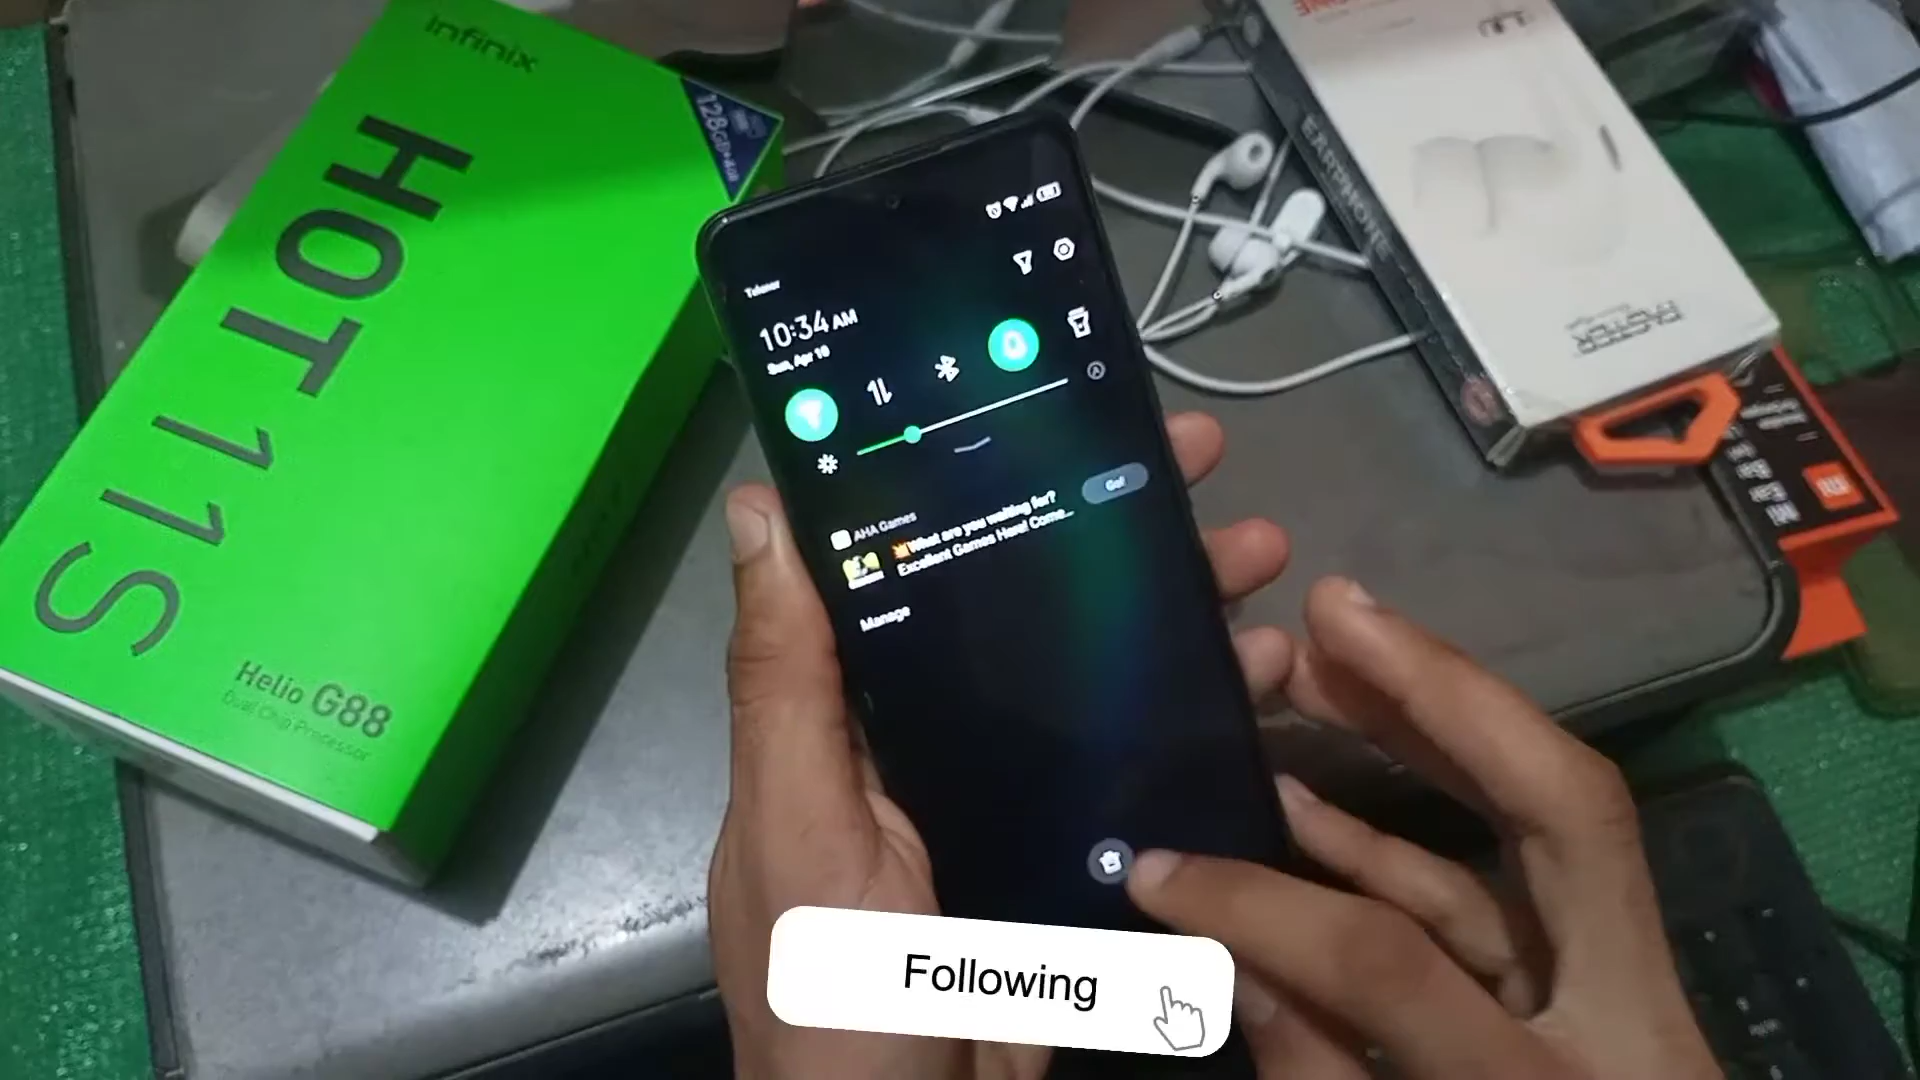 Infinix
HOT 11S
128GB+4GB
Helio G88
Dual Chip Processor
Telenor
10:34 AM
Sun, Apr 10
AHA Games
💥What are you waiting for?
Excellent Games Here! Come...
Go!
Manage
EARPHONE
FASTER
Following